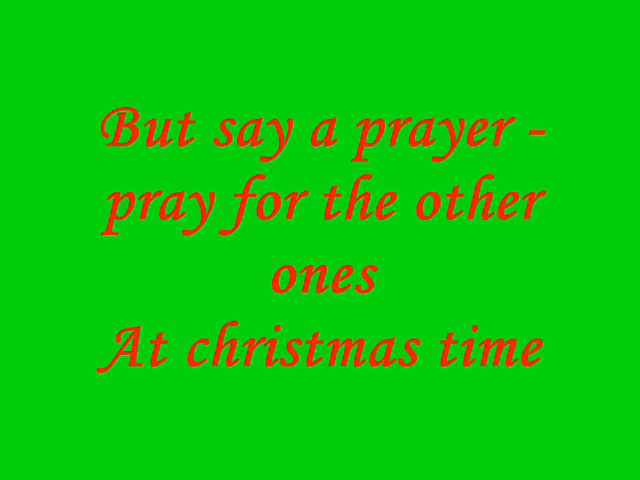 But say a prayer -
pray for the other
ones
At christmas time